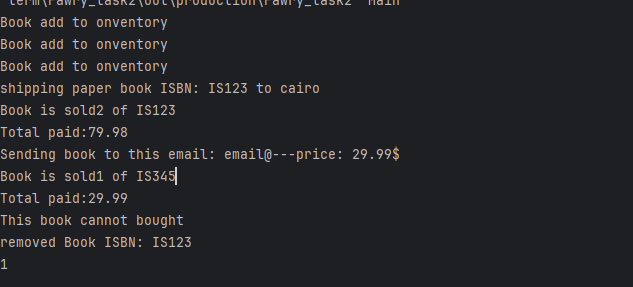 term\Fawry_task2\out\production\Fawry_task2 Main
Book add to onventory
Book add to onventory
Book add to onventory
shipping paper book ISBN: IS123 to cairo
Book is sold2 of IS123
Total paid:79.98
Sending book to this email: email@---price: 29.99$
Book is sold1 of IS345
Total paid:29.99
This book cannot bought
removed Book ISBN: IS123
1